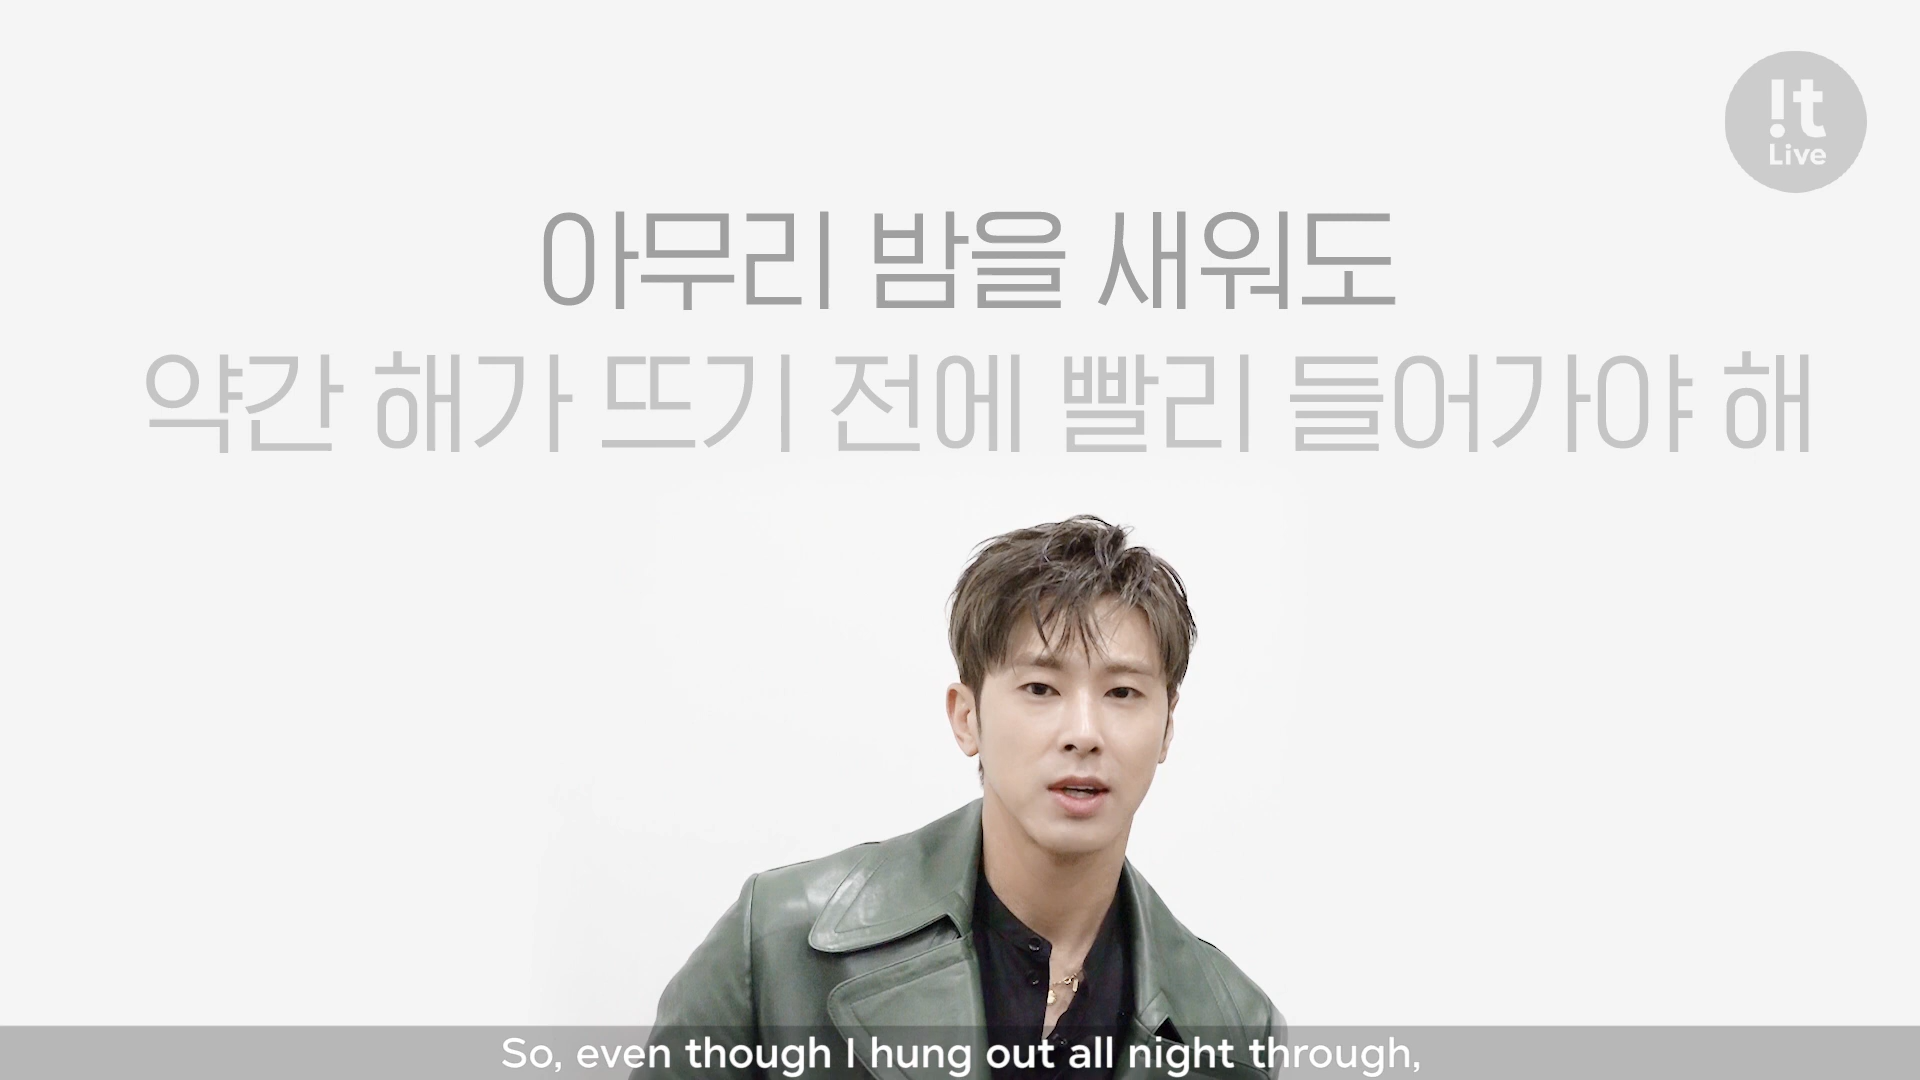 !t
Live
아무리 밤을 새워도
약간 해가 뜨기 전에 빨리 들어가야 해
So, even though I hung out all night through,